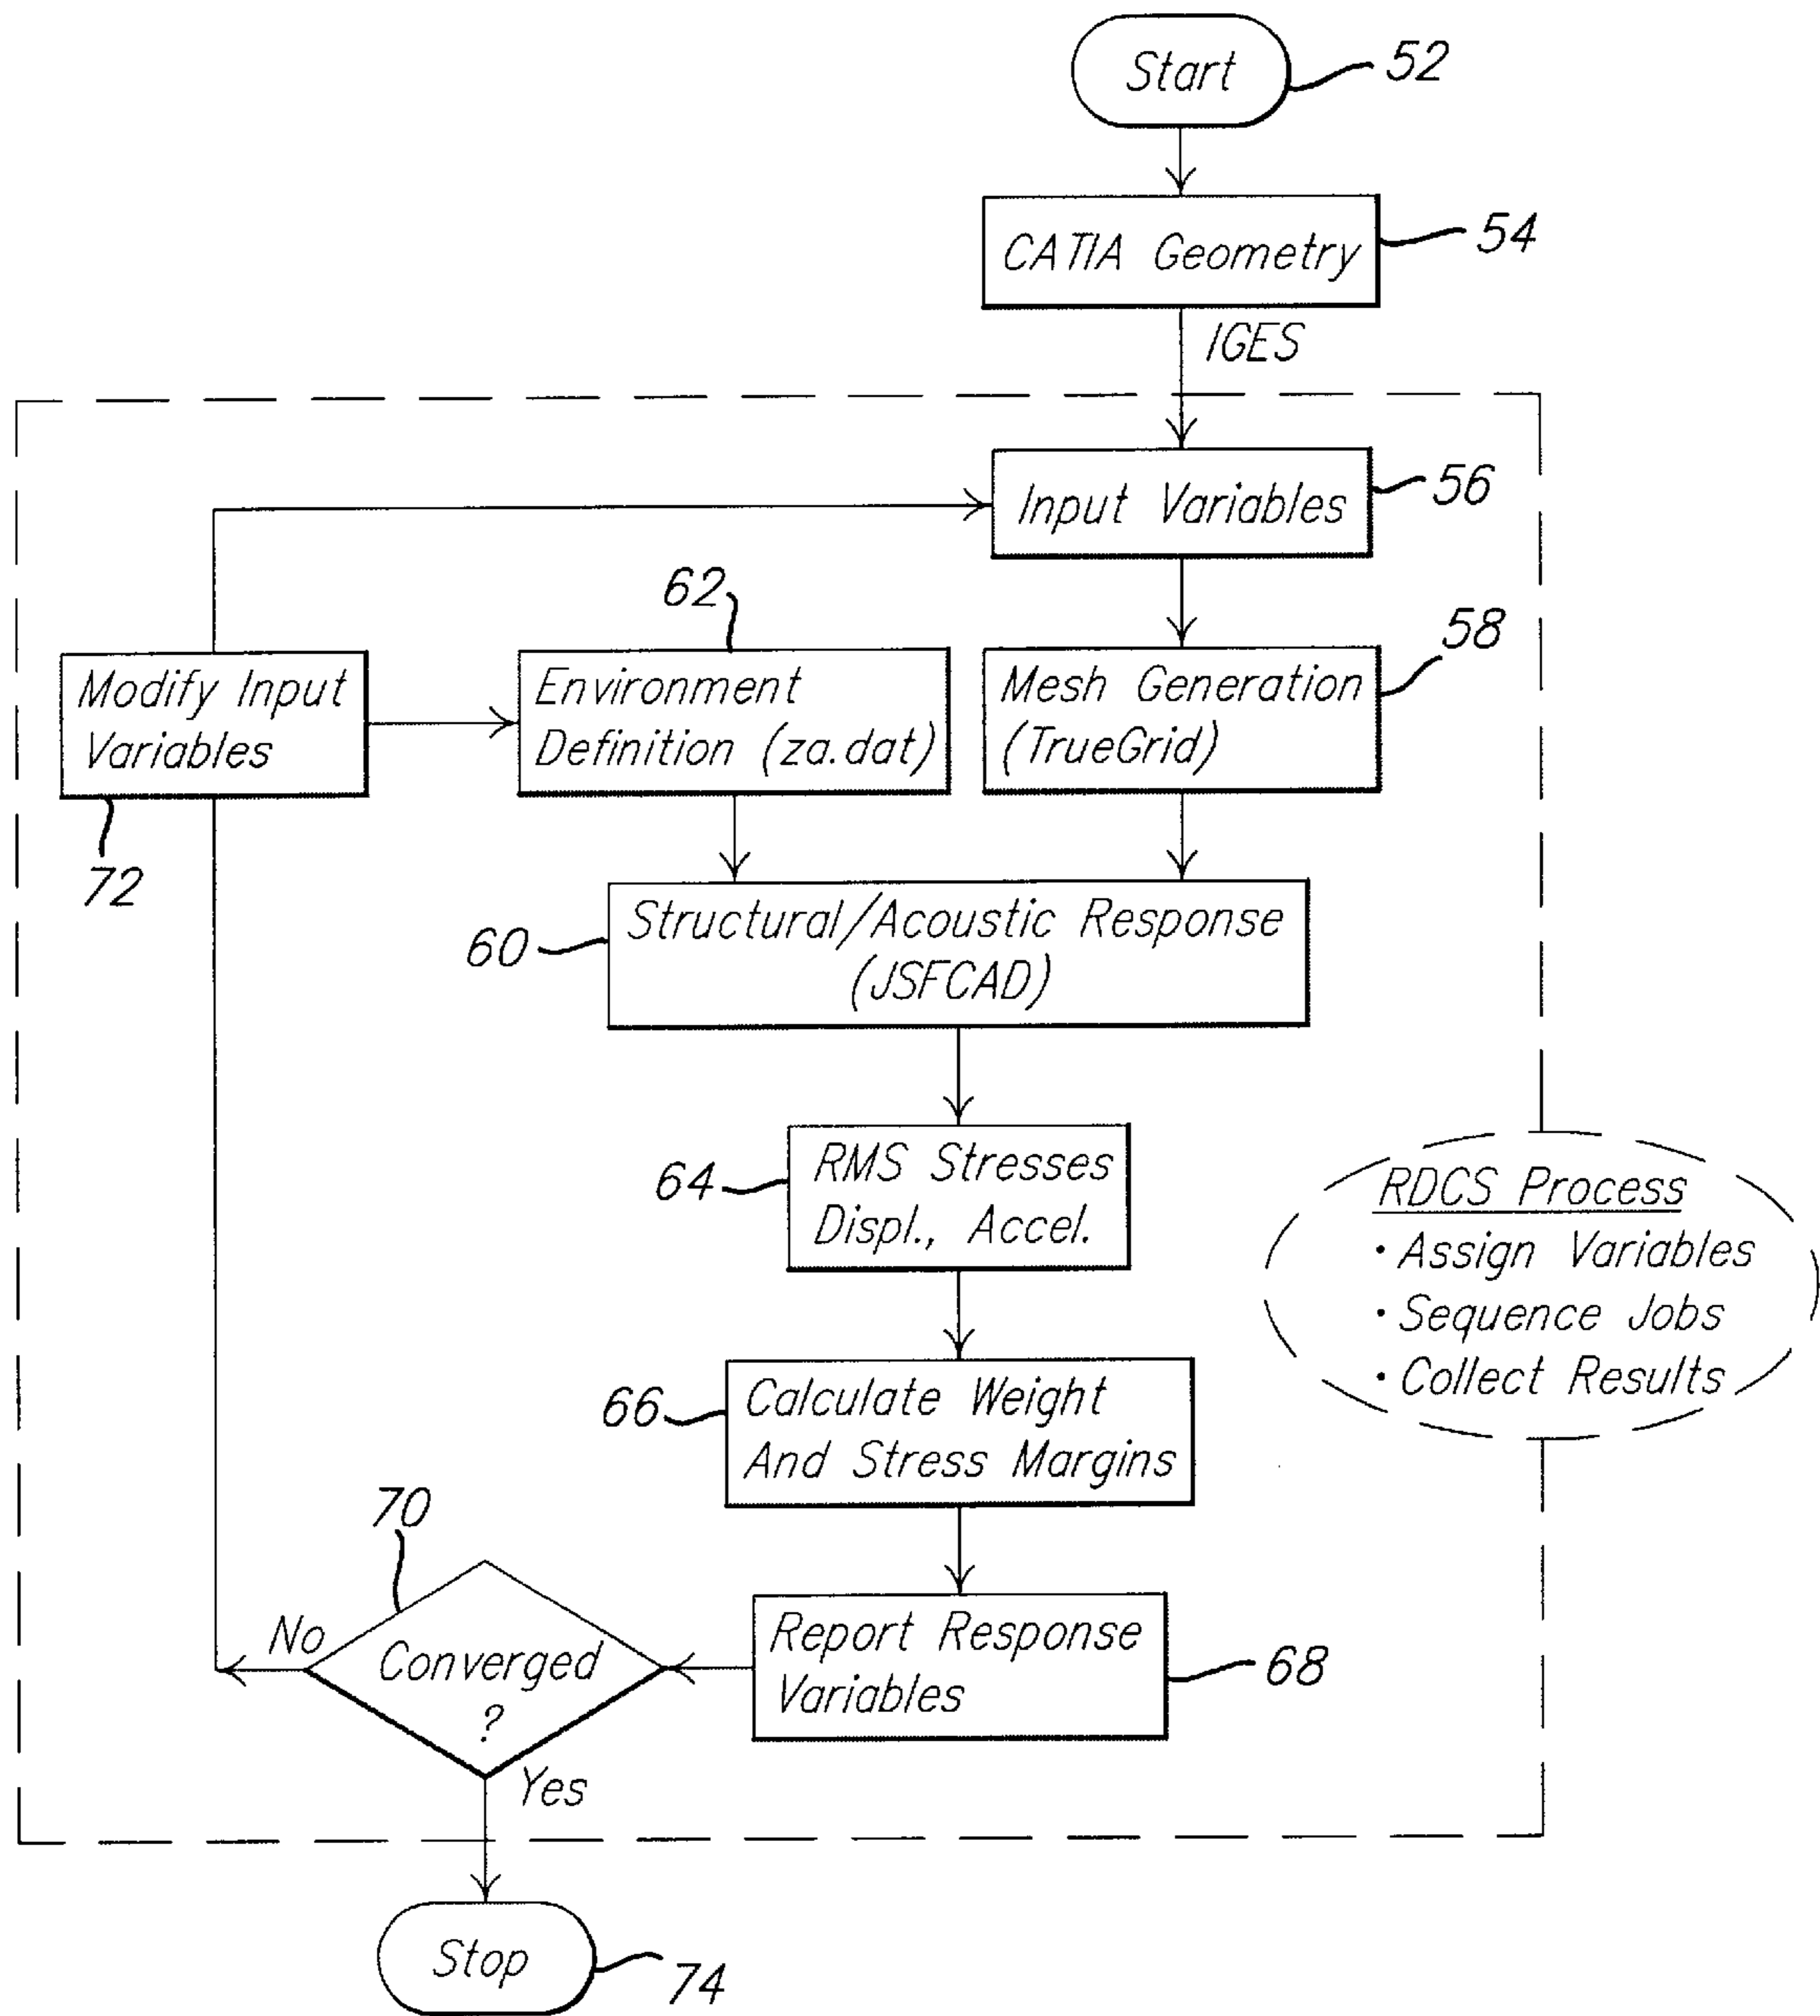 Start
52
CATIA Geometry
54
IGES
Input Variables
56
62
58
Modify Input
Variables
72
Environment
Definition (za.dat)
Mesh Generation
(TrueGrid)
60
Structural/Acoustic Response
(JSFCAD)
64
RMS Stresses
Displ., Accel.
RDCS Process
• Assign Variables
• Sequence Jobs
• Collect Results
66
Calculate Weight
And Stress Margins
70
No
Converged
?
Yes
Report Response
Variables
68
Stop
74